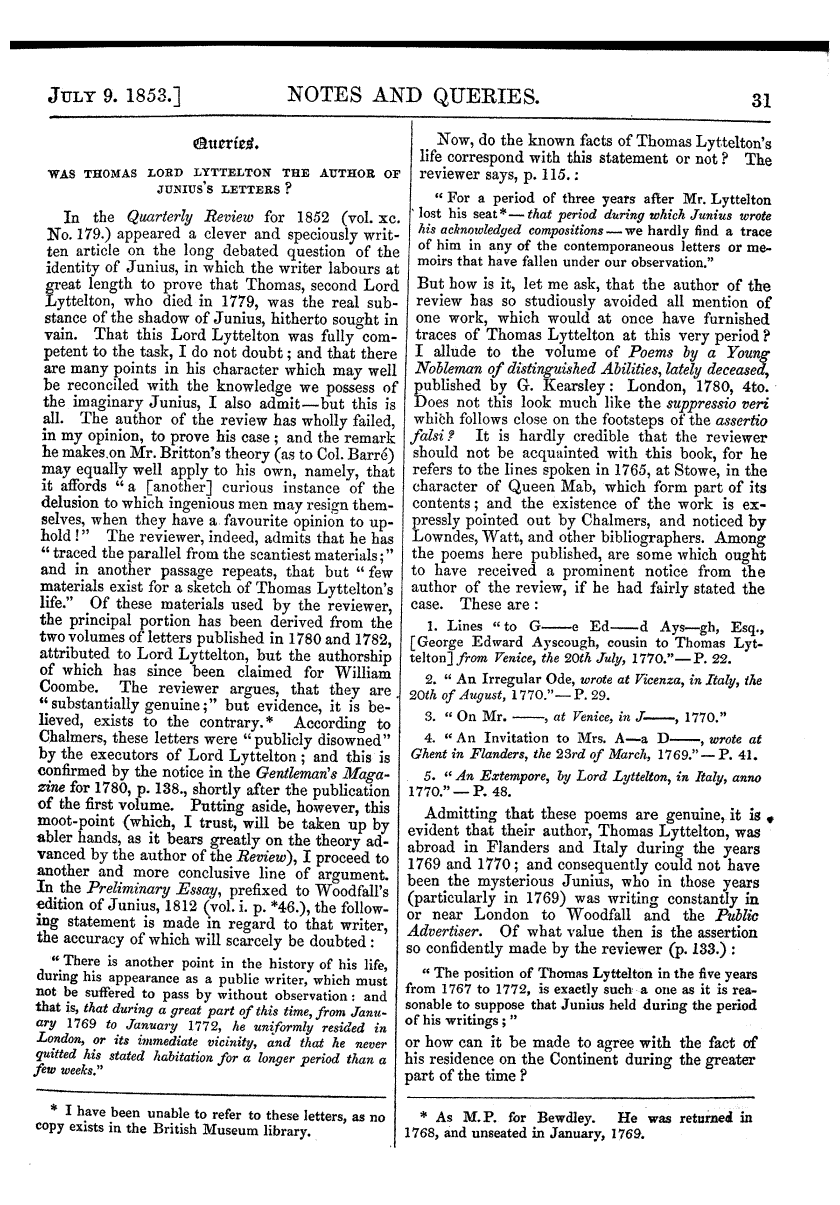 JULY 9. 1853.] NOTES AND QUERIES. 31
Queries.
WAS THOMAS LORD LYTTELTON THE AUTHOR OF
JUNIUS'S LETTERS?
In the Quarterly Review for 1852 (vol. xc.
No. 179.) appeared a clever and speciously writ-
ten article on the long debated question of the
identity of Junius, in which the writer labours at
great length to prove that Thomas, second Lord
Lyttelton, who died in 1779, was the real sub-
stance of the shadow of Junius, hitherto sought in
vain. That this Lord Lyttelton was fully com-
petent to the task, I do not doubt; and that there
are many points in his character which may well
be reconciled with the knowledge we possess of
the imaginary Junius, I also admit—but this is
all. The author of the review has wholly failed,
in my opinion, to prove his case; and the remark
he makes on Mr. Britton's theory (as to Col. Barré)
may equally well apply to his own, namely, that
it affords "a [another] curious instance of the
delusion to which ingenious men may resign them-
selves, when they have a favourite opinion to up-
hold!" The reviewer, indeed, admits that he has
"traced the parallel from the scantiest materials;"
and in another passage repeats, that but "few
materials exist for a sketch of Thomas Lyttelton's
life." Of these materials used by the reviewer,
the principal portion has been derived from the
two volumes of letters published in 1780 and 1782,
attributed to Lord Lyttelton, but the authorship
of which has since been claimed for William
Coombe. The reviewer argues, that they are
"substantially genuine;" but evidence, it is be-
lieved, exists to the contrary.* According to
Chalmers, these letters were "publicly disowned"
by the executors of Lord Lyttelton; and this is
confirmed by the notice in the Gentleman's Maga-
zine for 1780, p. 138., shortly after the publication
of the first volume. Putting aside, however, this
moot-point (which, I trust, will be taken up by
abler hands, as it bears greatly on the theory ad-
vanced by the author of the Review), I proceed to
another and more conclusive line of argument.
In the Preliminary Essay, prefixed to Woodfall's
edition of Junius, 1812 (vol. i. p. *46.), the follow-
ing statement is made in regard to that writer,
the accuracy of which will scarcely be doubted:
"There is another point in the history of his life,
during his appearance as a public writer, which must
not be suffered to pass by without observation: and
that is, that during a great part of this time, from Janu-
ary 1769 to January 1772, he uniformly resided in
London, or its immediate vicinity, and that he never
quitted his stated habitation for a longer period than a
few weeks."
* I have been unable to refer to these letters, as no
copy exists in the British Museum library.
Now, do the known facts of Thomas Lyttelton's
life correspond with this statement or not? The
reviewer says, p. 115.:
"For a period of three years after Mr. Lyttelton
lost his seat*—that period during which Junius wrote
his acknowledged compositions—we hardly find a trace
of him in any of the contemporaneous letters or me-
moirs that have fallen under our observation."
But how is it, let me ask, that the author of the
review has so studiously avoided all mention of
one work, which would at once have furnished
traces of Thomas Lyttelton at this very period?
I allude to the volume of Poems by a Young
Nobleman of distinguished Abilities, lately deceased,
published by G. Kearsley: London, 1780, 4to.
Does not this look much like the suppressio veri
which follows close on the footsteps of the assertio
falsi? It is hardly credible that the reviewer
should not be acquainted with this book, for he
refers to the lines spoken in 1765, at Stowe, in the
character of Queen Mab, which form part of its
contents; and the existence of the work is ex-
pressly pointed out by Chalmers, and noticed by
Lowndes, Watt, and other bibliographers. Among
the poems here published, are some which ought
to have received a prominent notice from the
author of the review, if he had fairly stated the
case. These are:
1. Lines "to G——e Ed——d Ays—gh, Esq.,
[George Edward Ayscough, cousin to Thomas Lyt-
telton] from Venice, the 20th July, 1770."—P. 22.
2. "An Irregular Ode, wrote at Vicenza, in Italy, the
20th of August, 1770."—P. 29.
3. "On Mr. ——, at Venice, in J——, 1770."
4. "An Invitation to Mrs. A—a D——, wrote at
Ghent in Flanders, the 23rd of March, 1769."—P. 41.
5. "An Extempore, by Lord Lyttelton, in Italy, anno
1770."—P. 48.
Admitting that these poems are genuine, it is
evident that their author, Thomas Lyttelton, was
abroad in Flanders and Italy during the years
1769 and 1770; and consequently could not have
been the mysterious Junius, who in those years
(particularly in 1769) was writing constantly in
or near London to Woodfall and the Public
Advertiser. Of what value then is the assertion
so confidently made by the reviewer (p. 133.):
"The position of Thomas Lyttelton in the five years
from 1767 to 1772, is exactly such a one as it is rea-
sonable to suppose that Junius held during the period
of his writings;"
or how can it be made to agree with the fact of
his residence on the Continent during the greater
part of the time?
* As M.P. for Bewdley. He was returned in
1768, and unseated in January, 1769.